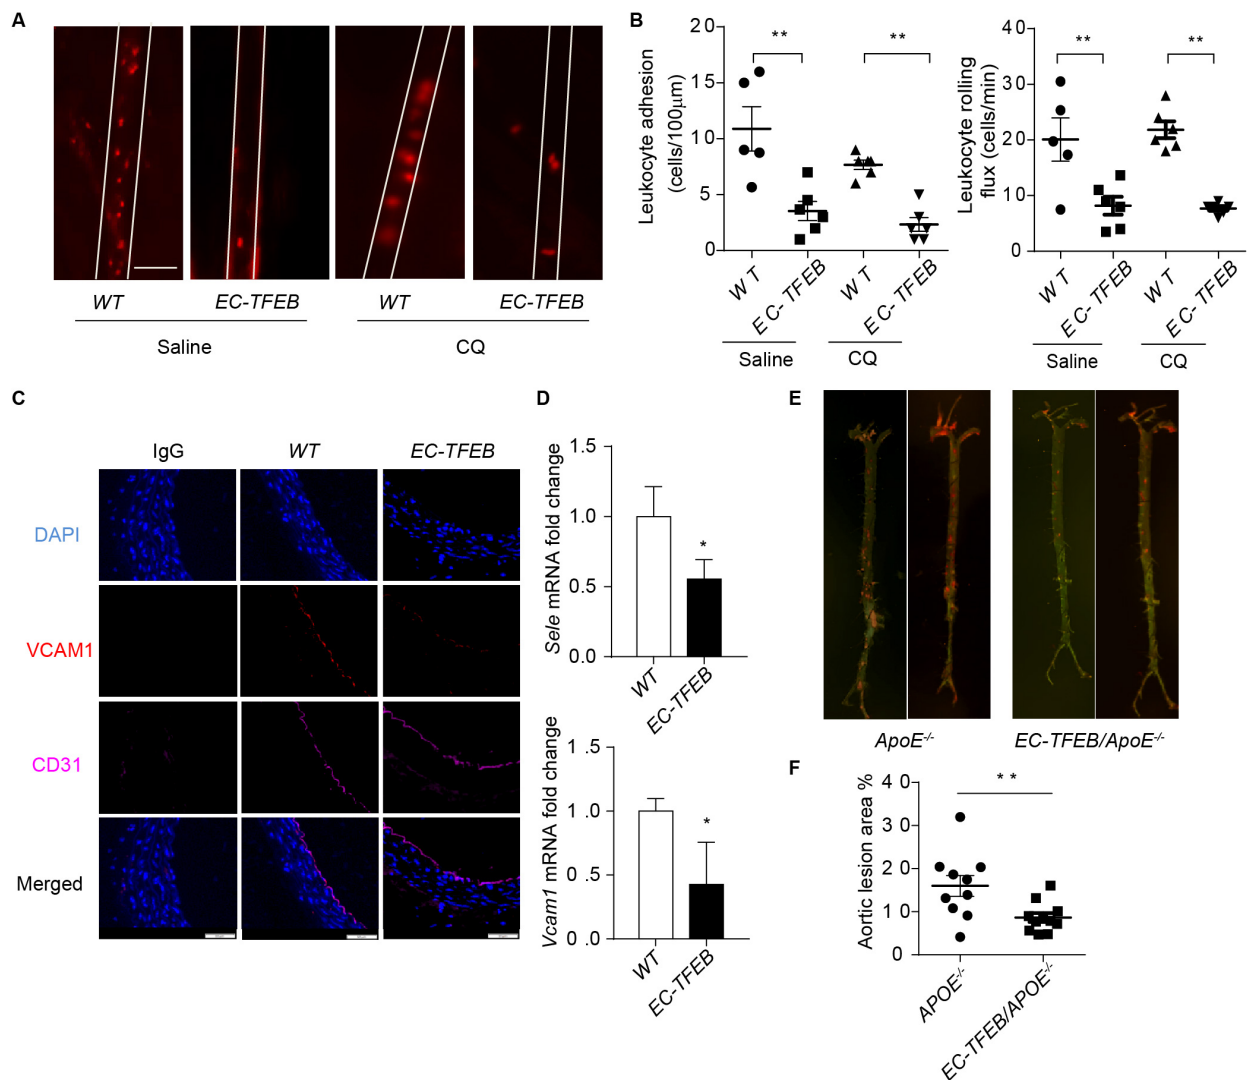 A
WT
EC-TFEB
WT
EC-TFEB
Saline
CQ
B
Leukocyte adhesion
(cells/100μm)
20
15
10
5
0
**
**
WT
EC-TFEB
WT
EC-TFEB
Saline
CQ
Leukocyte rolling
flux (cells/min)
40
30
20
10
0
**
**
WT
EC-TFEB
WT
EC-TFEB
Saline
CQ
C
IgG
WT
EC-TFEB
DAPI
VCAM1
CD31
Merged
D
Sele mRNA fold change
1.5
1.0
0.5
0.0
*
WT
EC-TFEB
Vcam1 mRNA fold change
1.5
1.0
0.5
0.0
*
WT
EC-TFEB
E
ApoE-/-
EC-TFEB/ApoE-/-
F
Aortic lesion area %
40
30
20
10
0
**
APOE-/-
EC-TFEB/APOE-/-